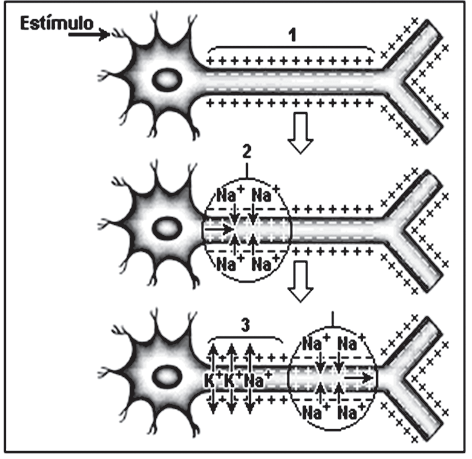 Estímulo
1
+ + + + + + + + + + + + + +
2
Na+ Na+
Na+ Na+
3
Na+ Na+
K+ K+ Na+
Na+ Na+